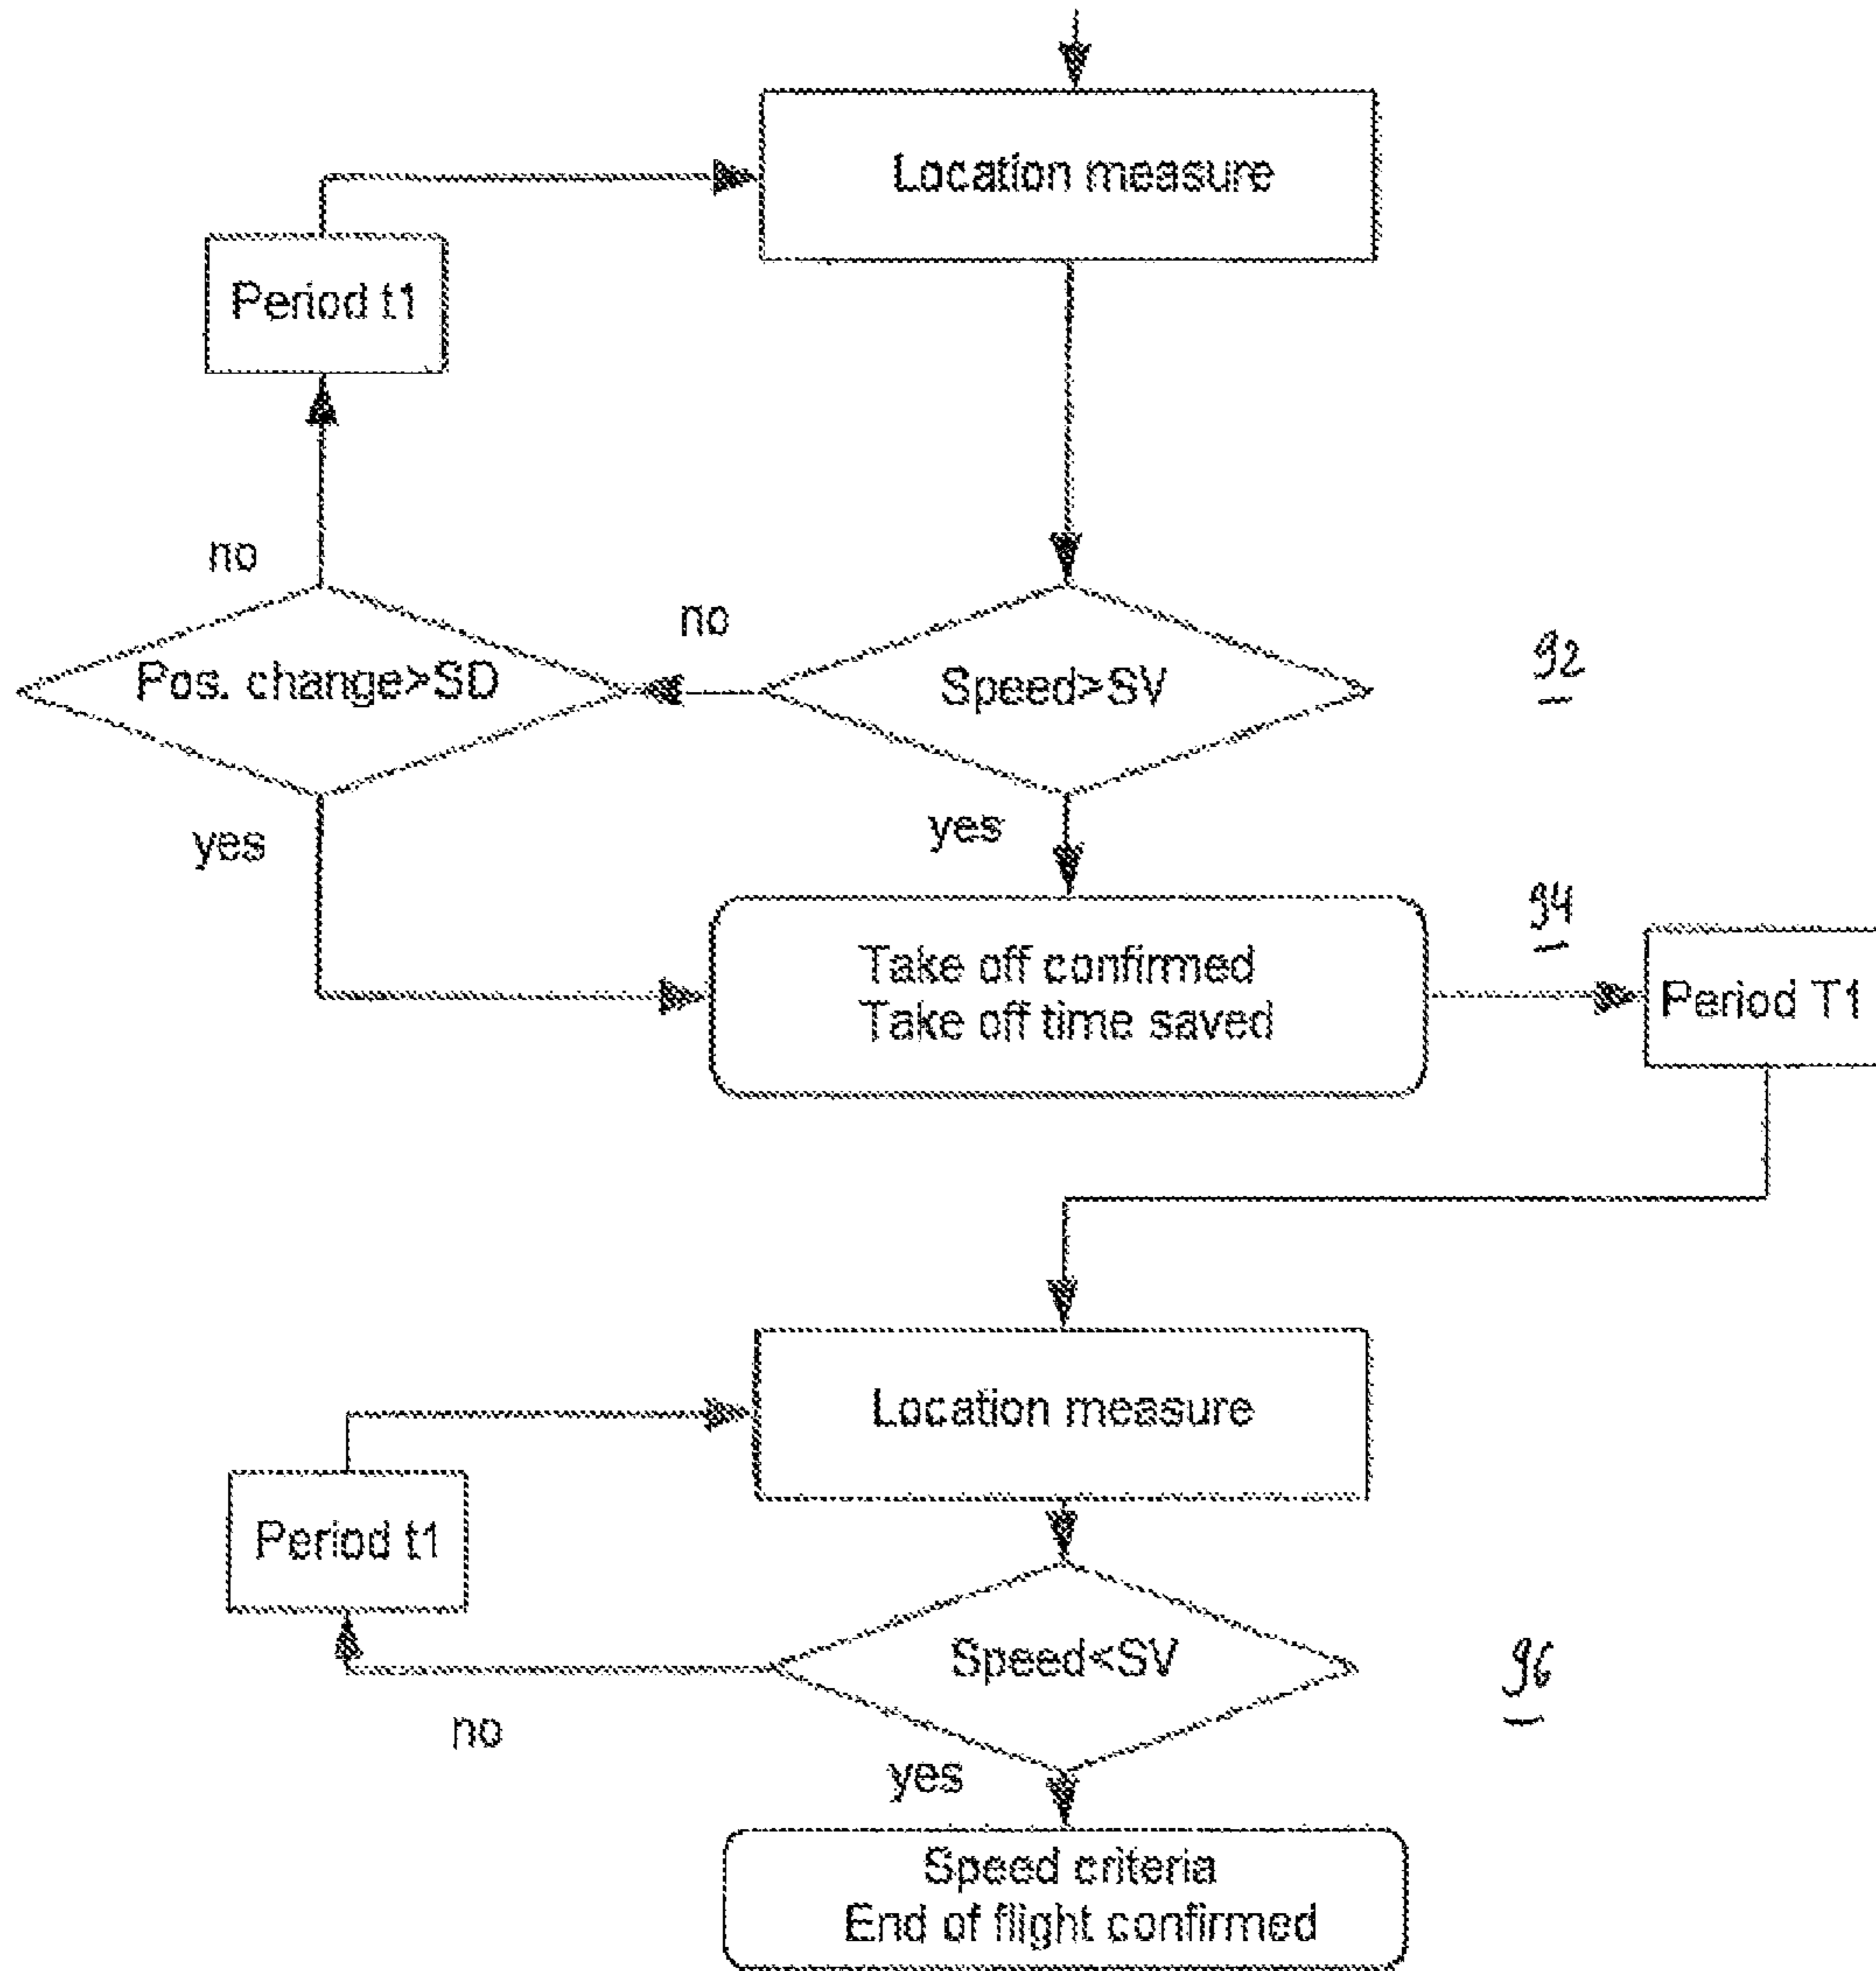 Location measure
Period t1
no
no
Pos. change>SD
Speed>SV
92
yes
yes
94
Take off confirmed
Take off time saved
Period T1
Location measure
Period t1
Speed<SV
96
no
yes
Speed criteria
End of flight confirmed